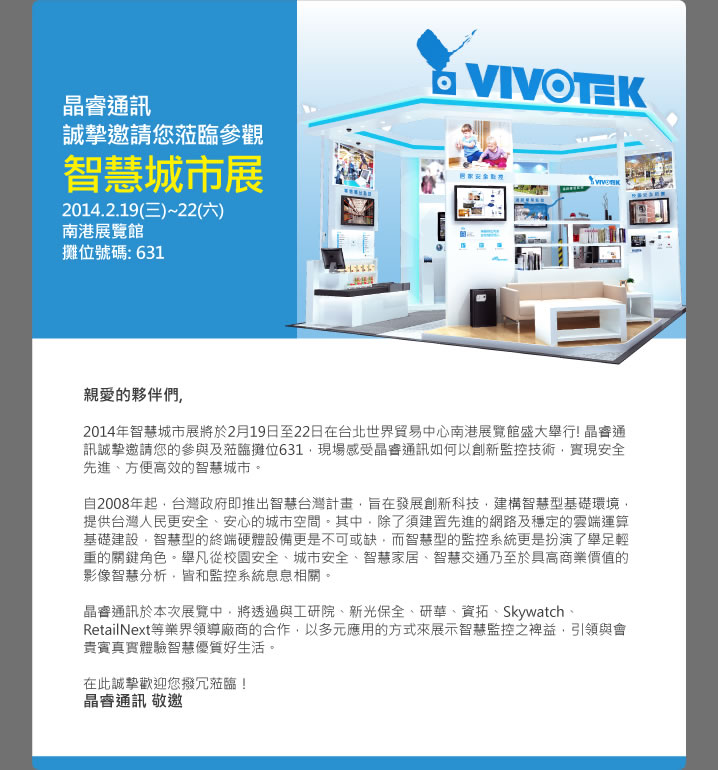 晶睿通訊
誠摯邀請您蒞臨參觀
智慧城市展
2014.2.19(三)~22(六)
南港展覽館
攤位號碼: 631
VIVOTEK
居家安全監控
VIVOTEK
親愛的夥伴們,
2014年智慧城市展將於2月19日至22日在台北世界貿易中心南港展覽館盛大舉行! 晶睿通
訊誠摯邀請您的參與及蒞臨攤位631，現場感受晶睿通訊如何以創新監控技術，實現安全
先進、方便高效的智慧城市。
自2008年起，台灣政府即推出智慧台灣計畫，旨在發展創新科技，建構智慧型基礎環境，
提供台灣人民更安全、安心的城市空間。其中，除了須建置先進的網路及穩定的雲端運算
基礎建設，智慧型的終端硬體設備更是不可或缺，而智慧型的監控系統更是扮演了舉足輕
重的關鍵角色。舉凡從校園安全、城市安全、智慧家居、智慧交通乃至於具高商業價值的
影像智慧分析，皆和監控系統息息相關。
晶睿通訊於本次展覽中，將透過與工研院、新光保全、研華、資拓、Skywatch、
RetailNext等業界領導廠商的合作，以多元應用的方式來展示智慧監控之裨益，引領與會
貴賓真實體驗智慧優質好生活。
在此誠摯歡迎您撥冗蒞臨！
晶睿通訊 敬邀